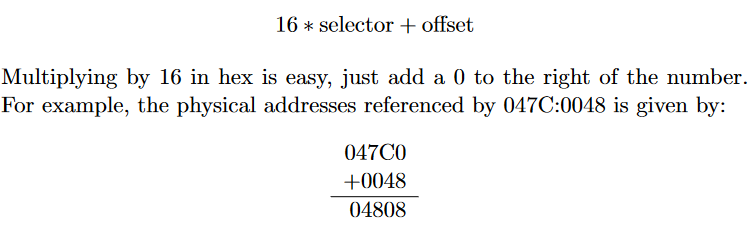 16 ∗ selector + offset
Multiplying by 16 in hex is easy, just add a 0 to the right of the number.
For example, the physical addresses referenced by 047C:0048 is given by:
047C0
+0048
04808